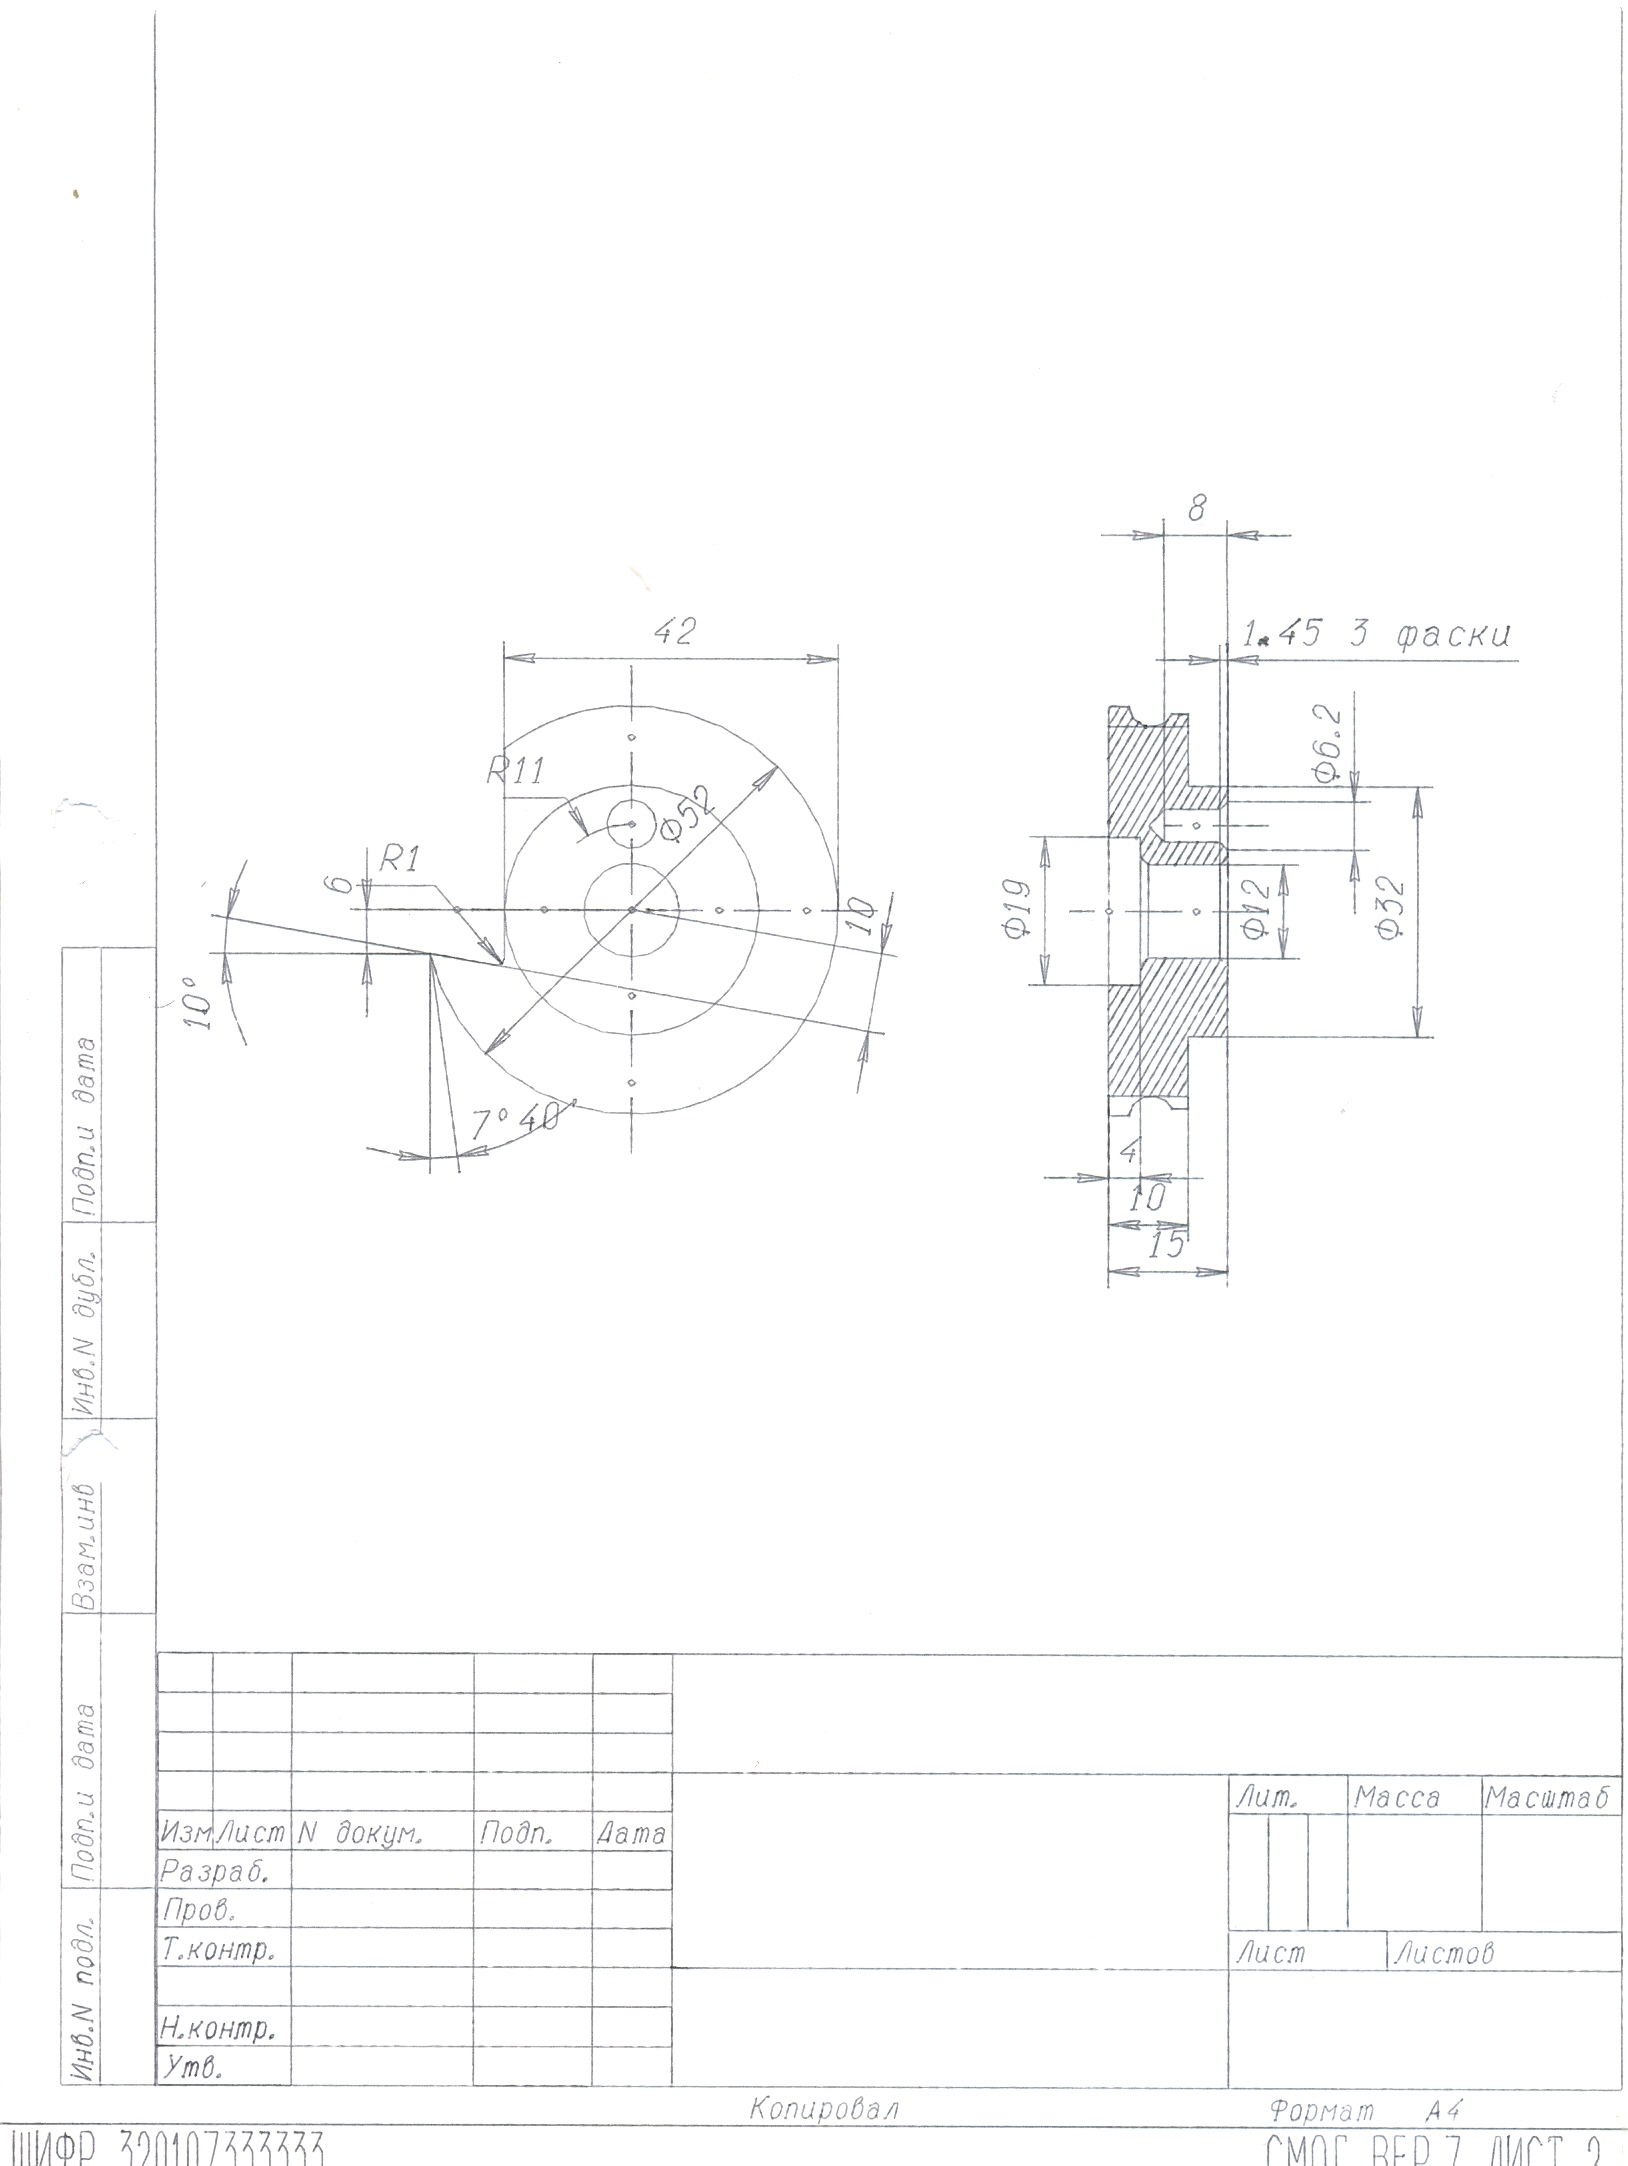 8
42
1*45 3 фаски
Ф6.2
R11
Ф52
R1
6
10
Ф19
Ф12
Ф32
10°
7°40'
4
10
15
Подп.и дата
Инв.N дубл.
Взам.инв
Подп.и дата
Инв.N подл.
Лит. Масса Масштаб
Изм Лист N докум. Подп. Дата
Разраб.
Пров.
Т.контр.
Лист Листов
Н.контр.
Утв.
Копировал Формат А4
ШИФР 320107333333 СМОГ ВЕР 7 ЛИСТ 2